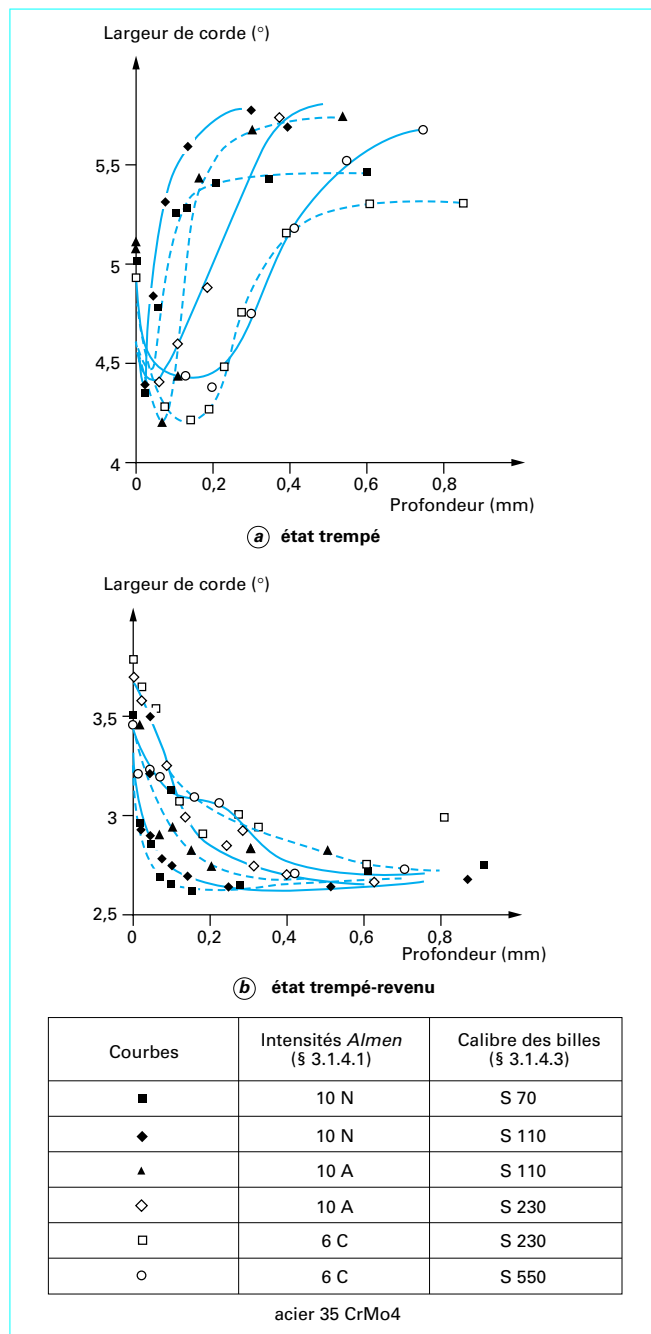 Largeur de corde (°)
5,5
5
4,5
4
0
0,2
0,4
0,6
0,8
Profondeur (mm)
a état trempé
Largeur de corde (°)
3,5
3
2,5
0
0,2
0,4
0,6
0,8
Profondeur (mm)
b état trempé-revenu
Courbes
Intensités Almen
(§ 3.1.4.1)
Calibre des billes
(§ 3.1.4.3)
10 N
S 70
10 N
S 110
10 A
S 110
10 A
S 230
6 C
S 230
6 C
S 550
acier 35 CrMo4